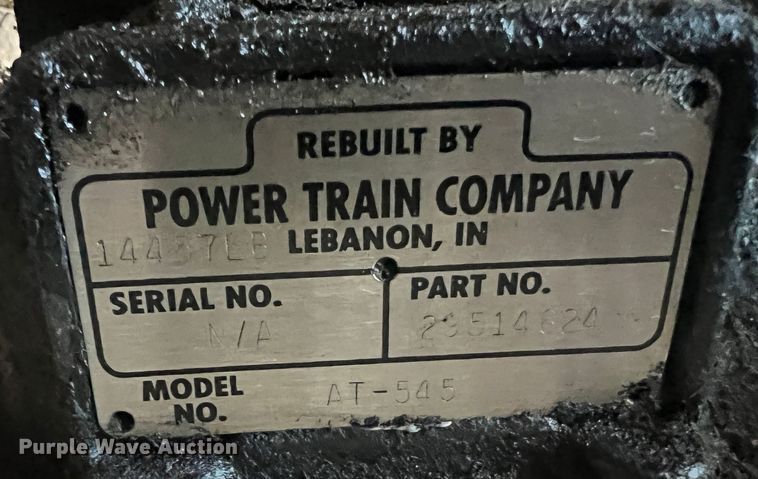 REBUILT BY
POWER TRAIN COMPANY
LEBANON, IN
SERIAL NO.
N/A
PART NO.
MODEL NO.
AT-545
Purple Wave Auction